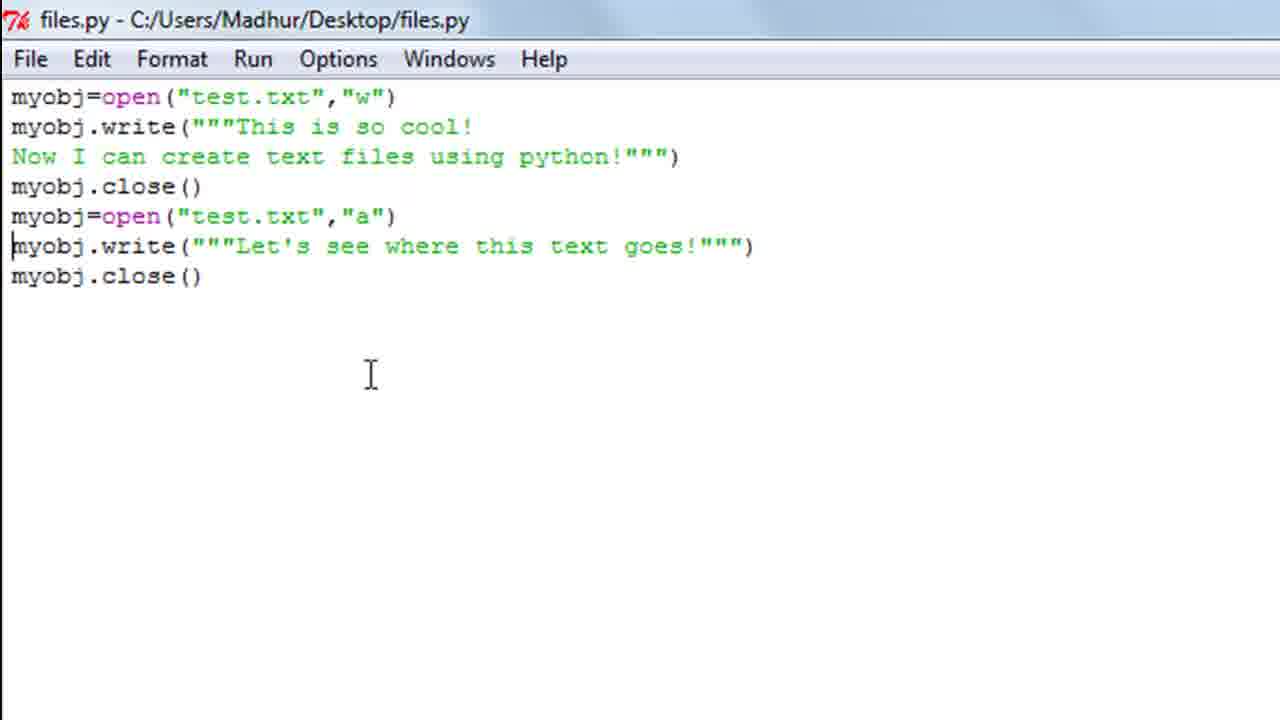 files.py - C:/Users/Madhur/Desktop/files.py
File Edit Format Run Options Windows Help
myobj=open("test.txt","w")
myobj.write("""This is so cool!
Now I can create text files using python!""")
myobj.close()
myobj=open("test.txt","a")
myobj.write("""Let's see where this text goes!""")
myobj.close()